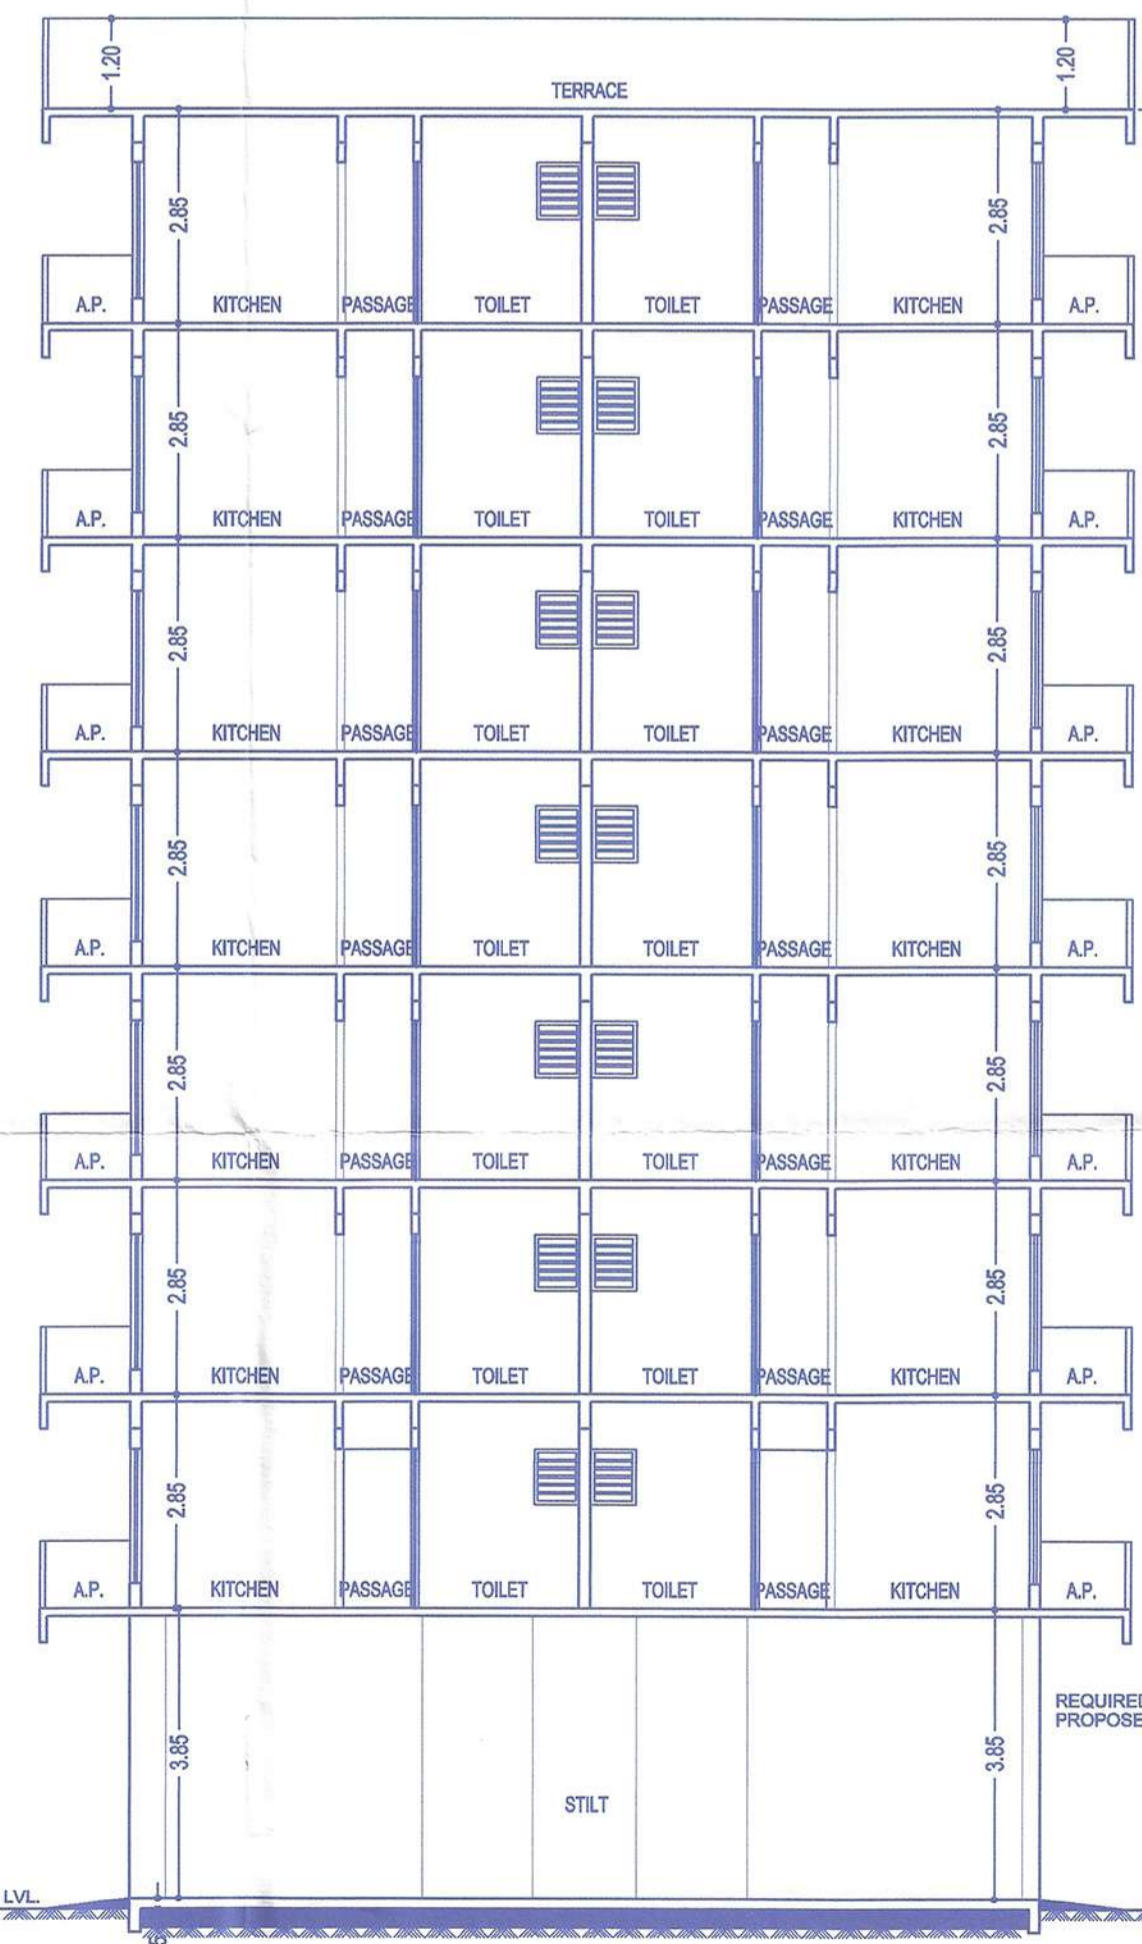 1.20 1.20
TERRACE
2.85 2.85
A.P. KITCHEN PASSAGE TOILET TOILET PASSAGE KITCHEN A.P.
2.85 2.85
A.P. KITCHEN PASSAGE TOILET TOILET PASSAGE KITCHEN A.P.
2.85 2.85
A.P. KITCHEN PASSAGE TOILET TOILET PASSAGE KITCHEN A.P.
2.85 2.85
A.P. KITCHEN PASSAGE TOILET TOILET PASSAGE KITCHEN A.P.
2.85 2.85
A.P. KITCHEN PASSAGE TOILET TOILET PASSAGE KITCHEN A.P.
2.85 2.85
A.P. KITCHEN PASSAGE TOILET TOILET PASSAGE KITCHEN A.P.
2.85 2.85
A.P. KITCHEN PASSAGE TOILET TOILET PASSAGE KITCHEN A.P.
REQUIRED
PROPOSE
3.85 3.85
STILT
LVL.